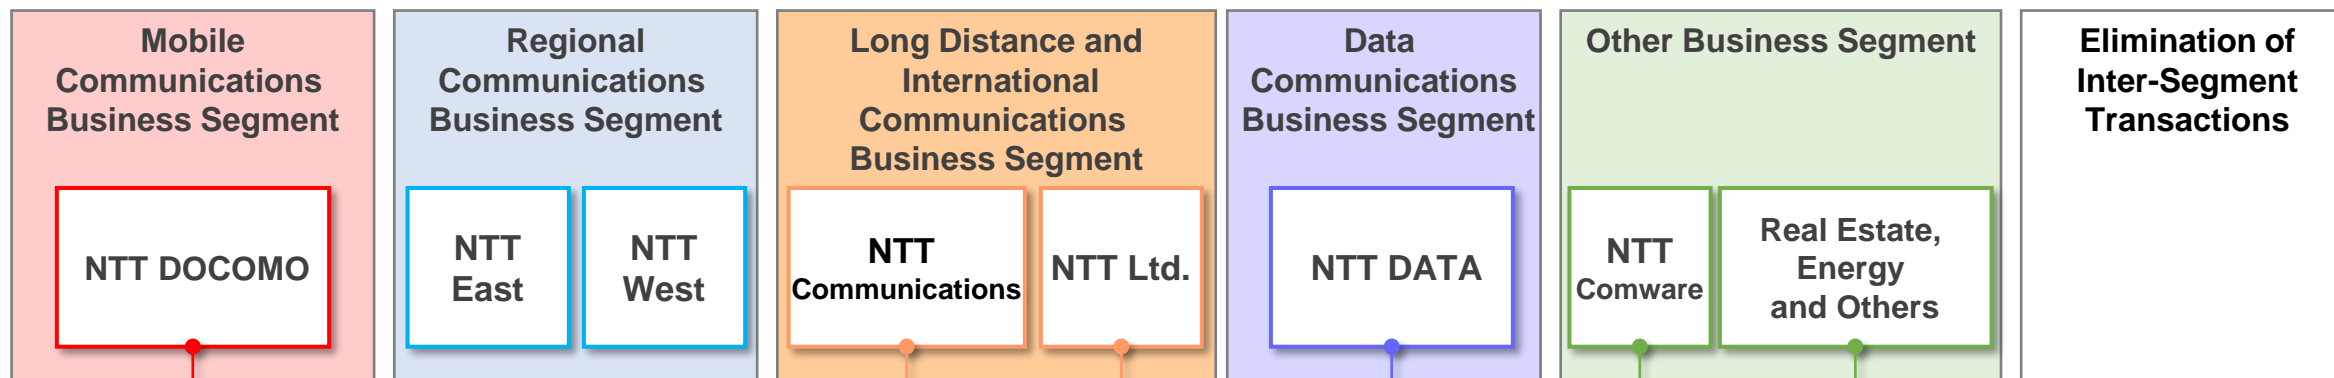 Mobile
Communications
Business Segment
NTT DOCOMO
Regional
Communications
Business Segment
NTT
East
NTT
West
Long Distance and
International
Communications
Business Segment
NTT
Communications
NTT Ltd.
Data
Communications
Business Segment
NTT DATA
Other Business Segment
NTT
Comware
Real Estate,
Energy
and Others
Elimination of
Inter-Segment
Transactions